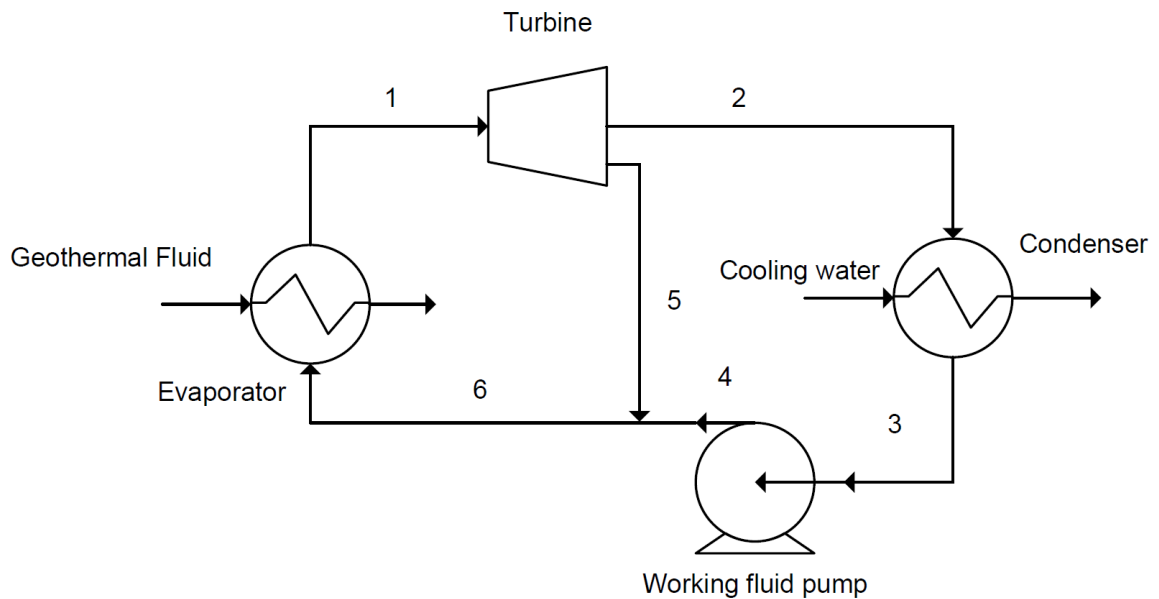 Turbine
1
2
Geothermal Fluid
Condenser
Cooling water
5
Evaporator
6
4
3
Working fluid pump